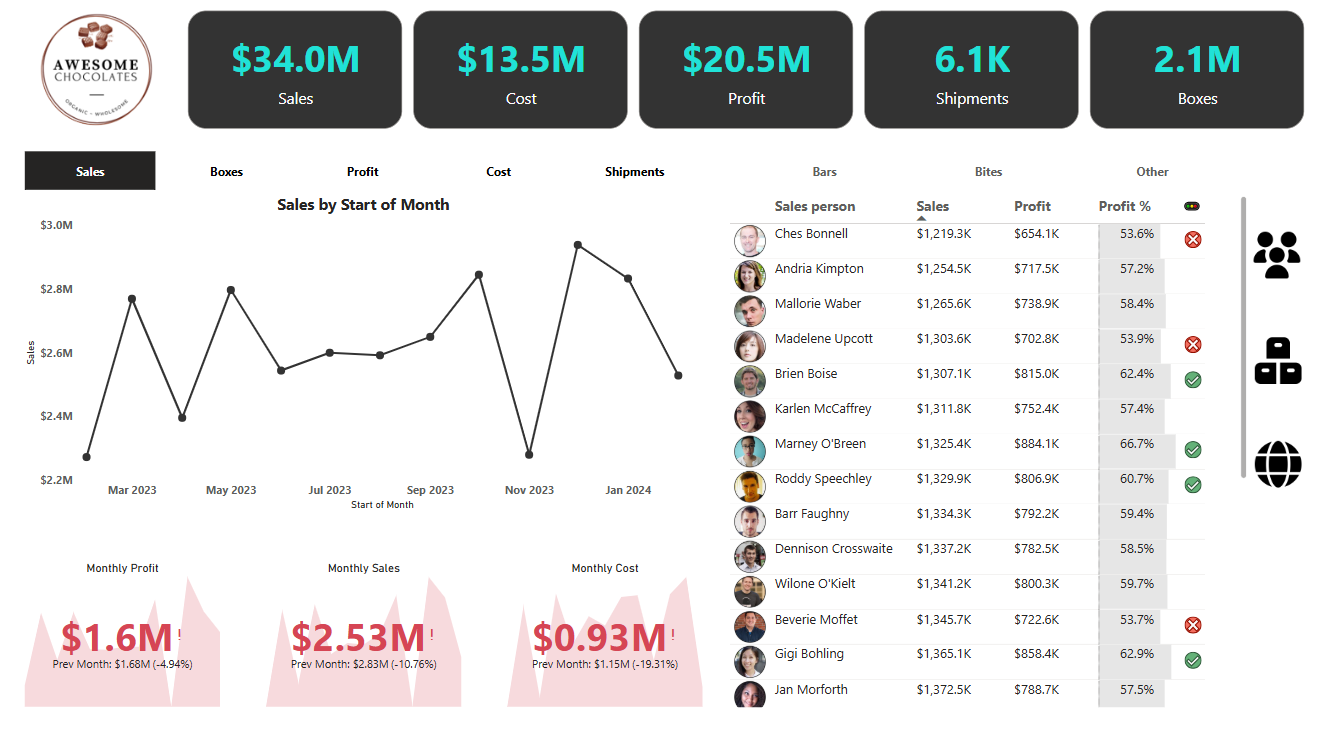 AWESOME
CHOCOLATES
ORGANIC • WHOLESOME
$34.0M
Sales
$13.5M
Cost
$20.5M
Profit
6.1K
Shipments
2.1M
Boxes
Sales Boxes Profit Cost Shipments
Bars Bites Other
Sales by Start of Month
Sales
$3.0M
$2.8M
$2.6M
$2.4M
$2.2M
Mar 2023 May 2023 Jul 2023 Sep 2023 Nov 2023 Jan 2024
Start of Month
Sales person Sales Profit Profit %
Ches Bonnell $1,219.3K $654.1K 53.6%
Andria Kimpton $1,254.5K $717.5K 57.2%
Mallorie Waber $1,265.6K $738.9K 58.4%
Madelene Upcott $1,303.6K $702.8K 53.9%
Brien Boise $1,307.1K $815.0K 62.4%
Karlen McCaffrey $1,311.8K $752.4K 57.4%
Marney O'Breen $1,325.4K $884.1K 66.7%
Roddy Speechley $1,329.9K $806.9K 60.7%
Barr Faughny $1,334.3K $792.2K 59.4%
Dennison Crosswaite $1,337.2K $782.5K 58.5%
Wilone O'Kielt $1,341.2K $800.3K 59.7%
Beverie Moffet $1,345.7K $722.6K 53.7%
Gigi Bohling $1,365.1K $858.4K 62.9%
Jan Morforth $1,372.5K $788.7K 57.5%
Monthly Profit
$1.6M !
Prev Month: $1.68M (-4.94%)
Monthly Sales
$2.53M !
Prev Month: $2.83M (-10.76%)
Monthly Cost
$0.93M !
Prev Month: $1.15M (-19.31%)